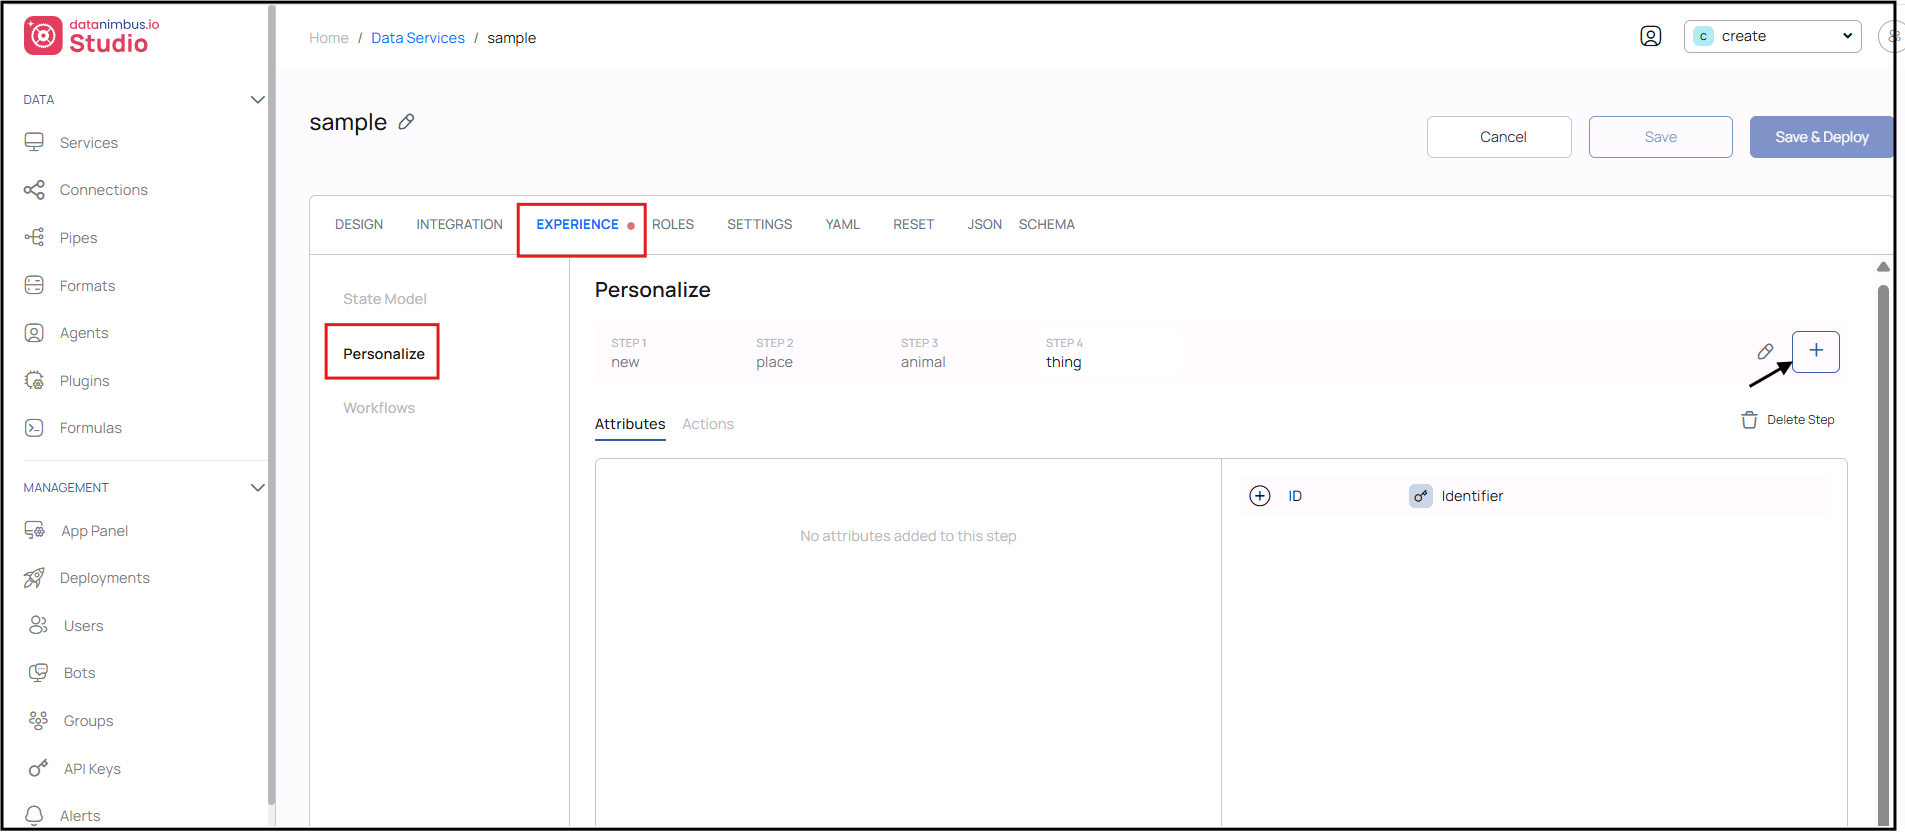 datanimbus.io
Studio
Home / Data Services / sample
c create
DATA
Services
Connections
Pipes
Formats
Agents
Plugins
Formulas
MANAGEMENT
App Panel
Deployments
Users
Bots
Groups
API Keys
Alerts
sample
Cancel
Save
Save & Deploy
DESIGN INTEGRATION EXPERIENCE ROLES SETTINGS YAML RESET JSON SCHEMA
State Model
Personalize
Workflows
Personalize
STEP 1 STEP 2 STEP 3 STEP 4
new place animal thing
+
Attributes Actions
Delete Step
No attributes added to this step
ID Identifier